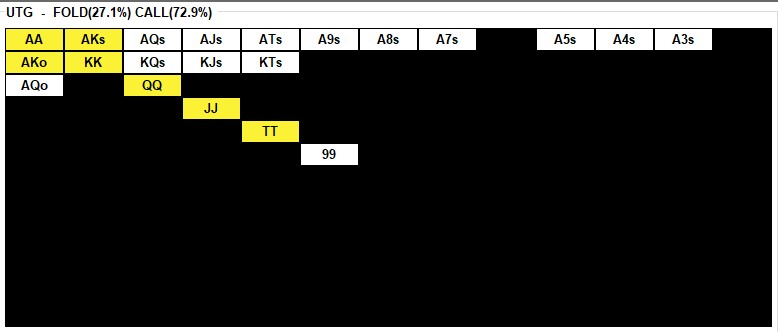 UTG - FOLD(27.1%) CALL(72.9%)
AA AKs AQs AJs ATs A9s A8s A7s A5s A4s A3s
AKo KK KQs KJs KTs
AQo QQ
JJ
TT
99